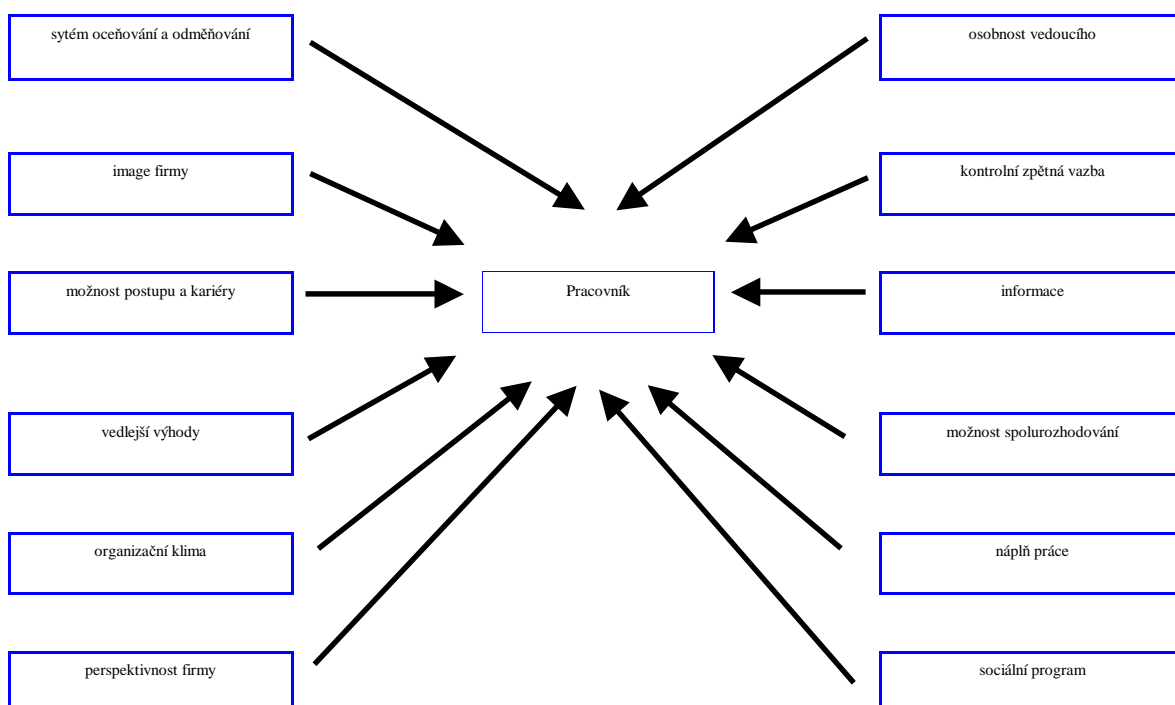 sytém oceňování a odměňování
osobnost vedoucího
image firmy
kontrolní zpětná vazba
možnost postupu a kariéry
Pracovník
informace
vedlejší výhody
možnost spolurozhodování
organizační klima
náplň práce
perspektivnost firmy
sociální program